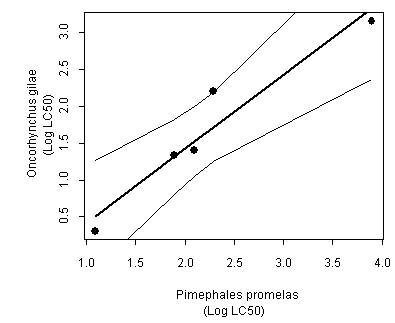 Oncorhynchus gilae
(Log LC50)
3.0
2.5
2.0
1.5
1.0
0.5
1.0 1.5 2.0 2.5 3.0 3.5 4.0
Pimephales promelas
(Log LC50)